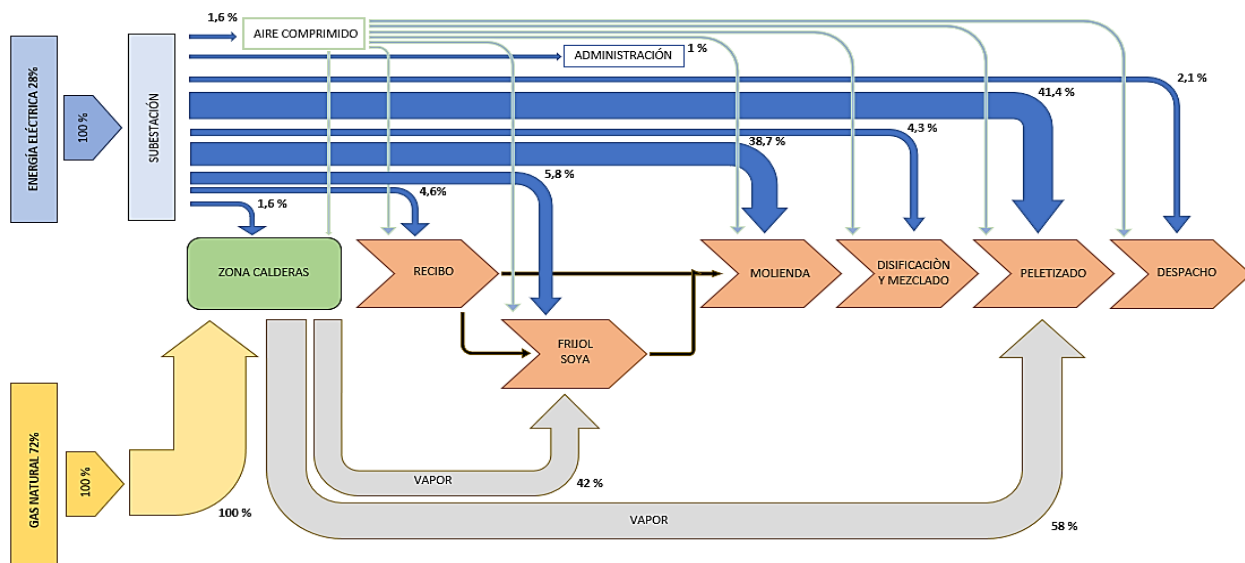 ENERGÍA ELÉCTRICA 28%
100 %
SUBESTACIÓN
1,6 %
AIRE COMPRIMIDO
ADMINISTRACIÓN
1 %
2,1 %
41,4 %
4,3 %
38,7 %
5,8 %
4,6%
1,6 %
ZONA CALDERAS
RECIBO
MOLIENDA
DISIFICACIÒN
Y MEZCLADO
PELETIZADO
DESPACHO
FRIJOL
SOYA
GAS NATURAL 72%
100 %
100 %
VAPOR
42 %
VAPOR
58 %